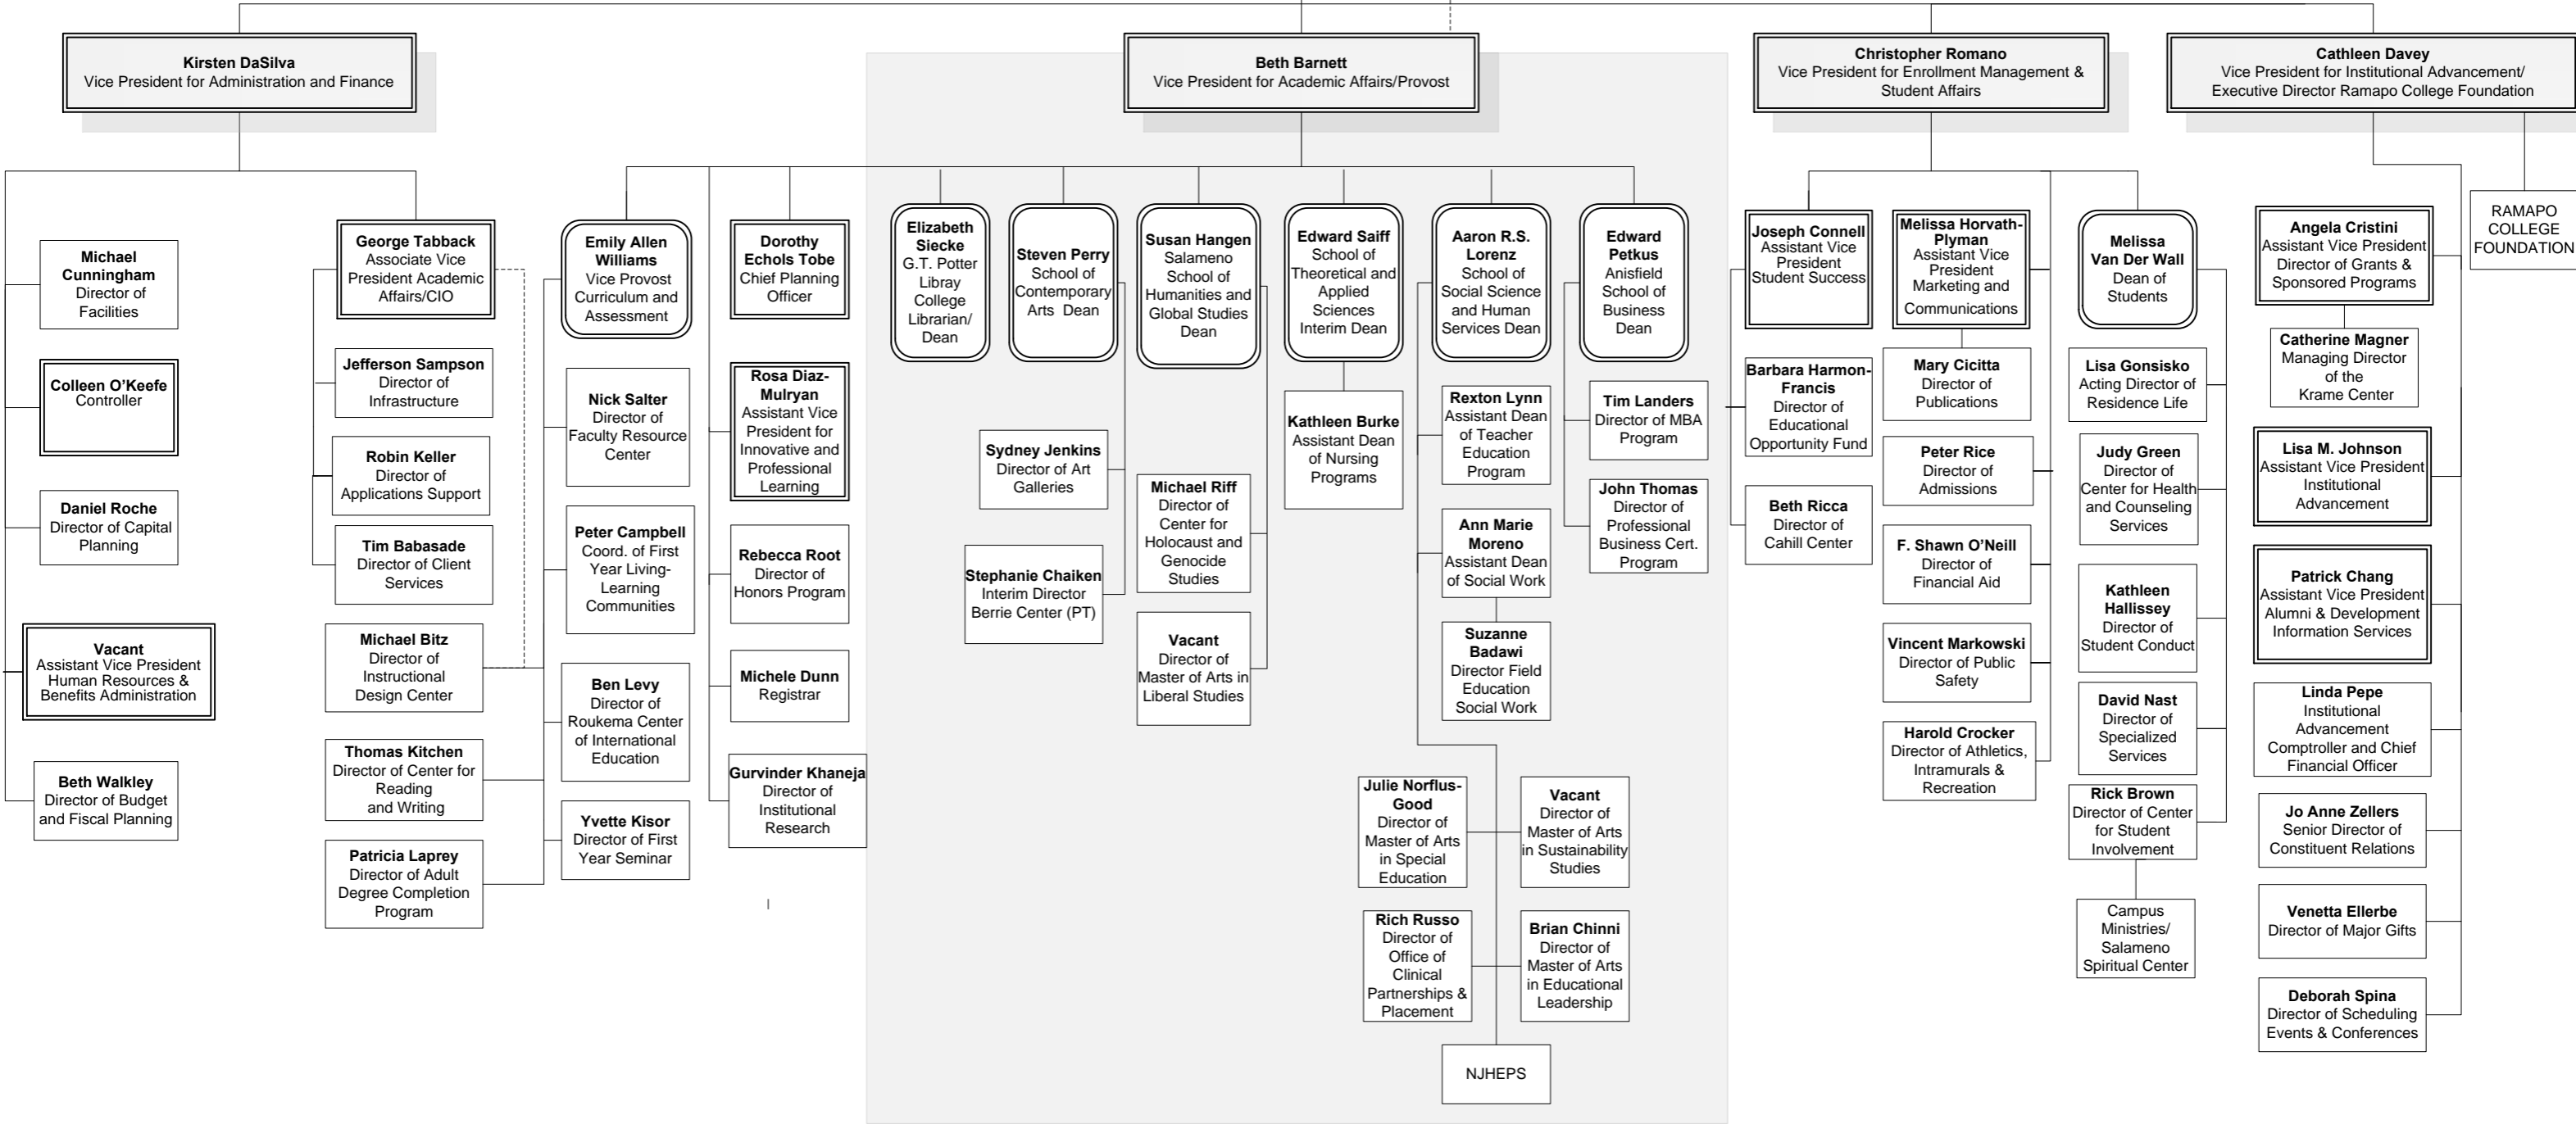 Kirsten DaSilva
Vice President for Administration and Finance
Beth Barnett
Vice President for Academic Affairs/Provost
Christopher Romano
Vice President for Enrollment Management &
Student Affairs
Cathleen Davey
Vice President for Institutional Advancement/
Executive Director Ramapo College Foundation
Michael
Cunningham
Director of
Facilities
Colleen O’Keefe
Controller
Daniel Roche
Director of Capital
Planning
Vacant
Assistant Vice President
Human Resources &
Benefits Administration
Beth Walkley
Director of Budget
and Fiscal Planning
George Tabback
Associate Vice
President Academic
Affairs/CIO
Jefferson Sampson
Director of
Infrastructure
Robin Keller
Director of
Applications Support
Tim Babasade
Director of Client
Services
Michael Bitz
Director of
Instructional
Design Center
Thomas Kitchen
Director of Center for
Reading
and Writing
Patricia Laprey
Director of Adult
Degree Completion
Program
Emily Allen
Williams
Vice Provost
Curriculum and
Assessment
Nick Salter
Director of
Faculty Resource
Center
Peter Campbell
Coord. of First
Year Living-
Learning
Communities
Ben Levy
Director of
Roukema Center
of International
Education
Yvette Kisor
Director of First
Year Seminar
Dorothy
Echols Tobe
Chief Planning
Officer
Rosa Diaz-
Mulryan
Assistant Vice
President for
Innovative and
Professional
Learning
Rebecca Root
Director of
Honors Program
Michele Dunn
Registrar
Gurvinder Khaneja
Director of
Institutional
Research
Elizabeth
Siecke
G.T. Potter
Libray
College
Librarian/
Dean
Steven Perry
School of
Contemporary
Arts Dean
Sydney Jenkins
Director of Art
Galleries
Stephanie Chaiken
Interim Director
Berrie Center (PT)
Susan Hangen
Salameno
School of
Humanities and
Global Studies
Dean
Michael Riff
Director of
Center for
Holocaust and
Genocide
Studies
Vacant
Director of
Master of Arts in
Liberal Studies
Edward Saiff
School of
Theoretical and
Applied
Sciences
Interim Dean
Kathleen Burke
Assistant Dean
of Nursing
Programs
Aaron R.S.
Lorenz
School of
Social Science
and Human
Services Dean
Rexton Lynn
Assistant Dean
of Teacher
Education
Program
Ann Marie
Moreno
Assistant Dean
of Social Work
Suzanne
Badawi
Director Field
Education
Social Work
Julie Norflus-
Good
Director of
Master of Arts
in Special
Education
Vacant
Director of
Master of Arts
in Sustainability
Studies
Rich Russo
Director of
Office of
Clinical
Partnerships &
Placement
Brian Chinni
Director of
Master of Arts
in Educational
Leadership
NJHEPS
Edward
Petkus
Anisfield
School of
Business
Dean
Tim Landers
Director of MBA
Program
John Thomas
Director of
Professional
Business Cert.
Program
Joseph Connell
Assistant Vice
President
Student Success
Barbara Harmon-
Francis
Director of
Educational
Opportunity Fund
Beth Ricca
Director of
Cahill Center
Melissa Horvath-
Plyman
Assistant Vice
President
Marketing and
Communications
Mary Cicitta
Director of
Publications
Peter Rice
Director of
Admissions
F. Shawn O’Neill
Director of
Financial Aid
Vincent Markowski
Director of Public
Safety
Harold Crocker
Director of Athletics,
Intramurals &
Recreation
Melissa
Van Der Wall
Dean of
Students
Lisa Gonsisko
Acting Director of
Residence Life
Judy Green
Director of
Center for Health
and Counseling
Services
Kathleen
Hallissey
Director of
Student Conduct
David Nast
Director of
Specialized
Services
Rick Brown
Director of Center
for Student
Involvement
Campus
Ministries/
Salameno
Spiritual Center
Angela Cristini
Assistant Vice President
Director of Grants &
Sponsored Programs
Catherine Magner
Managing Director
of the
Krame Center
Lisa M. Johnson
Assistant Vice President
Institutional
Advancement
Patrick Chang
Assistant Vice President
Alumni & Development
Information Services
Linda Pepe
Institutional
Advancement
Comptroller and Chief
Financial Officer
Jo Anne Zellers
Senior Director of
Constituent Relations
Venetta Ellerbe
Director of Major Gifts
Deborah Spina
Director of Scheduling
Events & Conferences
RAMAPO
COLLEGE
FOUNDATION